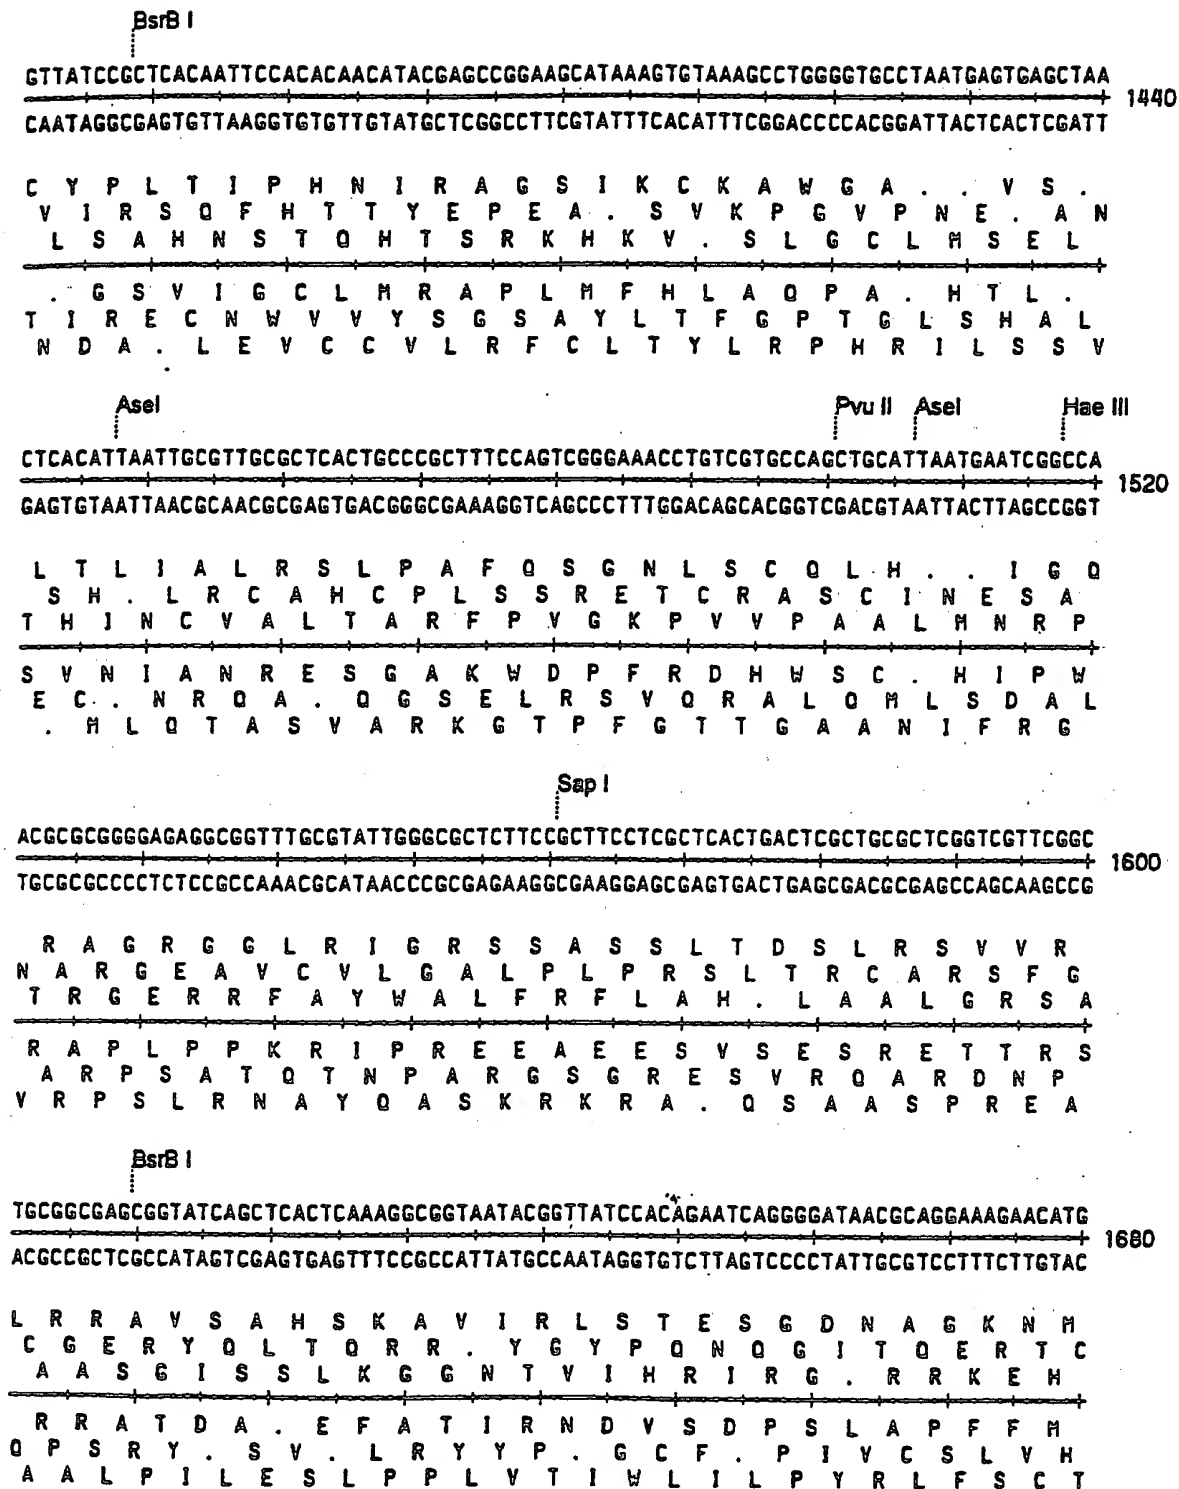 BsrB I
GTTATCCGCTCACAATTCCACACAACATACGAGCCGGAAGCATAAAGTGTAAAGCCTGGGGTGCCTAATGAGTGAGCTAA
1440
CAATAGGCGAGTGTTAAGGTGTGTTGTATGCTCGGCCTTCGTATTTCACATTTCGGACCCCACGGATTACTCACTCGATT
C Y P L T I P H N I R A G S I K C K A W G A . . V S .
V I R S Q F H T T Y E P E A . S V K P G V P N E . A N
L S A H N S T Q H T S R K H K V . S L G C L M S E L
. G S V I G C L M R A P L M F H L A Q P A . H T L .
T I R E C N W V V Y S G S A Y L T F G P T G L S H A L
N D A . L E V C C V L R F C L T Y L R P H R I L S S V
AseI Pvu II AseI Hae III
CTCACATTAATTGCGTTGCGCTCACTGCCCGCTTTCCAGTCGGGAAACCTGTCGTGCCAGCTGCATTAATGAATCGGCCA
1520
GAGTGTAATTAACGCAACGCGAGTGACGGGCGAAAGGTCAGCCCTTTGGACAGCACGGTCGACGTAATTACTTAGCCGGT
L T L I A L R S L P A F Q S G N L S C Q L H . . I G Q
S H . L R C A H C P L S S R E T C R A S C I N E S A
T H I N C V A L T A R F P V G K P V V P A A L M N R P
S V N I A N R E S G A K W D P F R D H W S C . H I P W
E C . N R Q A . Q G S E L R S V Q R A L Q M L S D A L
. M L Q T A S V A R K G T P F G T T G A A N I F R G
Sap I
ACGCGCGGGGAGAGGCGGTTTGCGTATTGGGCGCTCTTCCGCTTCCTCGCTCACTGACTCGCTGCGCTCGGTCGTTCGGC
1600
TGCGCGCCCCTCTCCGCCAAACGCATAACCCGCGAGAAGGCGAAGGAGCGAGTGACTGAGCGACGCGAGCCAGCAAGCCG
R A G R G G L R I G R S S A S S L T D S L R S V V R
N A R G E A V C V L G A L P L P R S L T R C A R S F G
T R G E R R F A Y W A L F R F L A H . L A A L G R S A
R A P L P P K R I P R E E A E E S V S E S R E T T R S
A R P S A T Q T N P A R G S G R E S V R Q A R D N P
V R P S L R N A Y Q A S K R K R A . Q S A A S P R E A
BsrB I
TGCGGCGAGCGGTATCAGCTCACTCAAAGGCGGTAATACGGTTATCCACAGAATCAGGGGATAACGCAGGAAAGAACATG
1680
ACGCCGCTCGCCATAGTCGAGTGAGTTTCCGCCATTATGCCAATAGGTGTCTTAGTCCCCTATTGCGTCCTTTCTTGTAC
L R R A V S A H S K A V I R L S T E S G D N A G K N M
C G E R Y Q L T Q R R . Y G Y P Q N Q G I T Q E R T C
A A S G I S S L K G G N T V I H R I R G . R R K E H
R R A T D A . E F A T I R N D V S D P S L A P F F M
Q P S R Y . S V . L R Y Y P . G C F . P I V C S L V H
A A L P I L E S L P P L V T I W L I L P Y R L F S C T